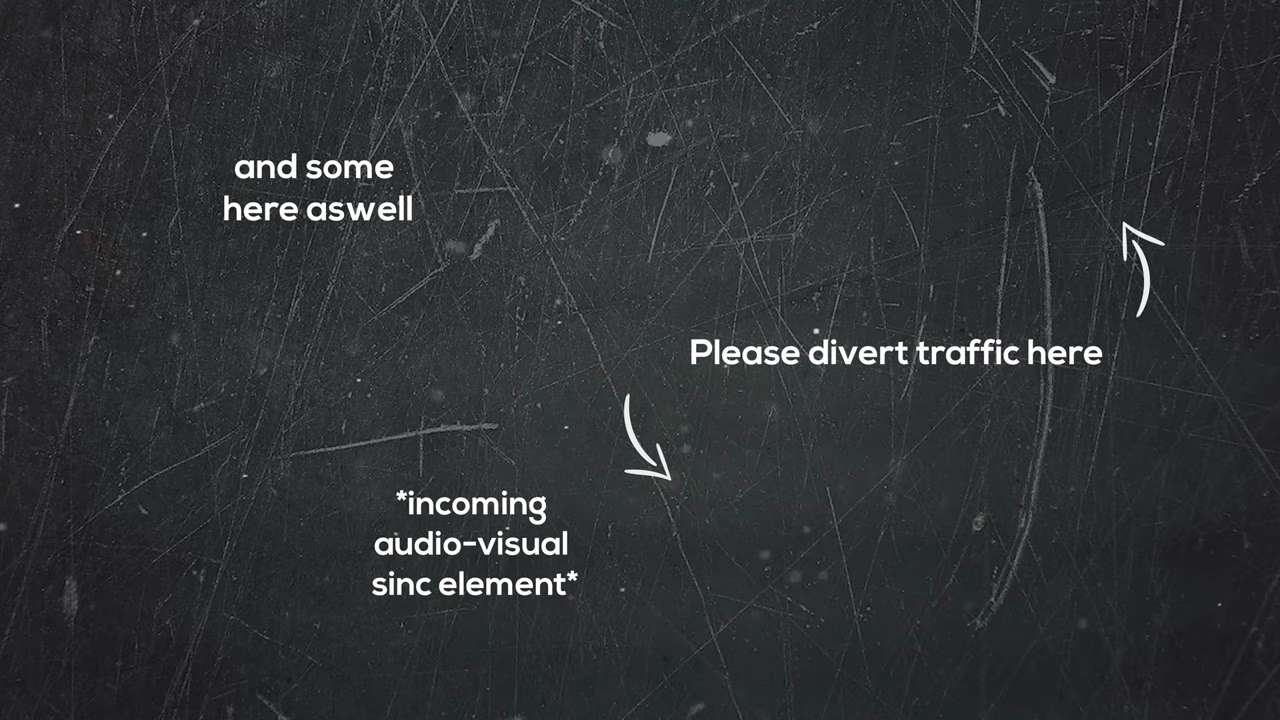 and some
here aswell
Please divert traffic here
*incoming
audio-visual
sinc element*